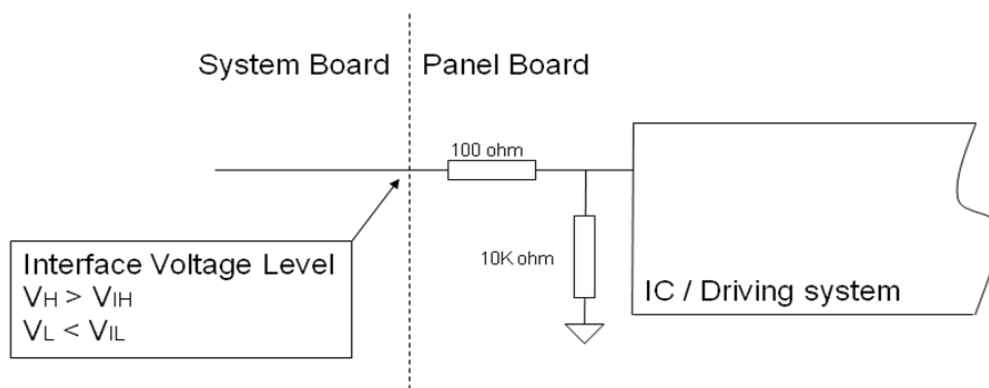 System Board
Panel Board
100 ohm
10K ohm
IC / Driving system
Interface Voltage Level
VH > VIH
VL < VIL